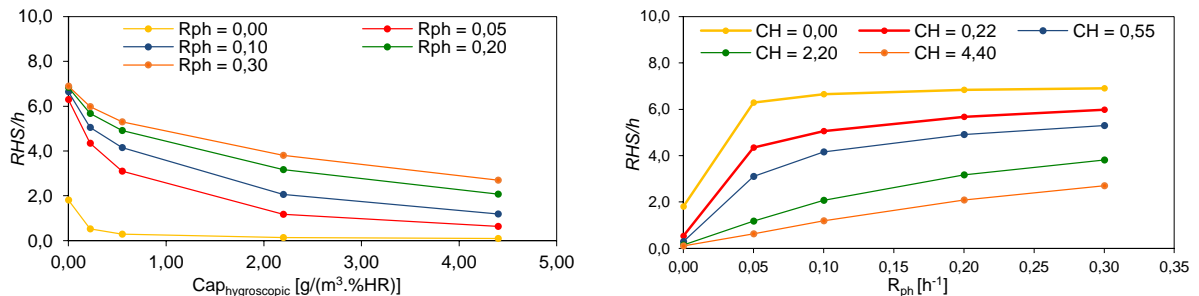 10,0
8,0
6,0
4,0
2,0
0,0
RHS/h
Rph = 0,00
Rph = 0,05
Rph = 0,10
Rph = 0,20
Rph = 0,30
0,00 1,00 2,00 3,00 4,00 5,00
Cap_hygroscopic [g/(m³.%HR)]
10,0
8,0
6,0
4,0
2,0
0,0
RHS/h
CH = 0,00 CH = 0,22 CH = 0,55
CH = 2,20 CH = 4,40
0,00 0,05 0,10 0,15 0,20 0,25 0,30 0,35
R_ph [h⁻¹]